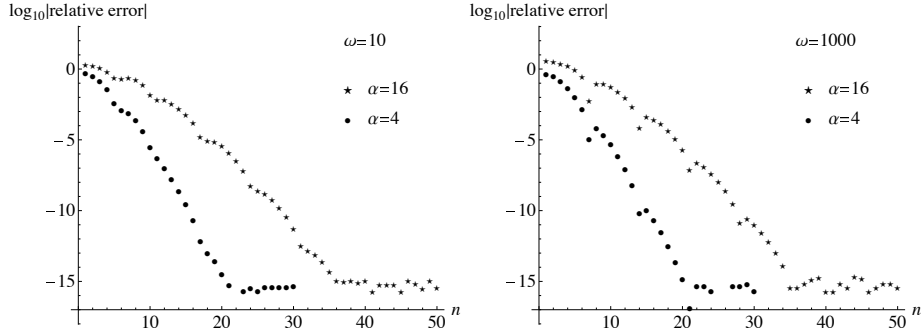 log₁₀|relative error|
ω=10
★ α=16
● α=4
0
−5
−10
−15
10 20 30 40 50 n
log₁₀|relative error|
ω=1000
★ α=16
● α=4
0
−5
−10
−15
10 20 30 40 50 n